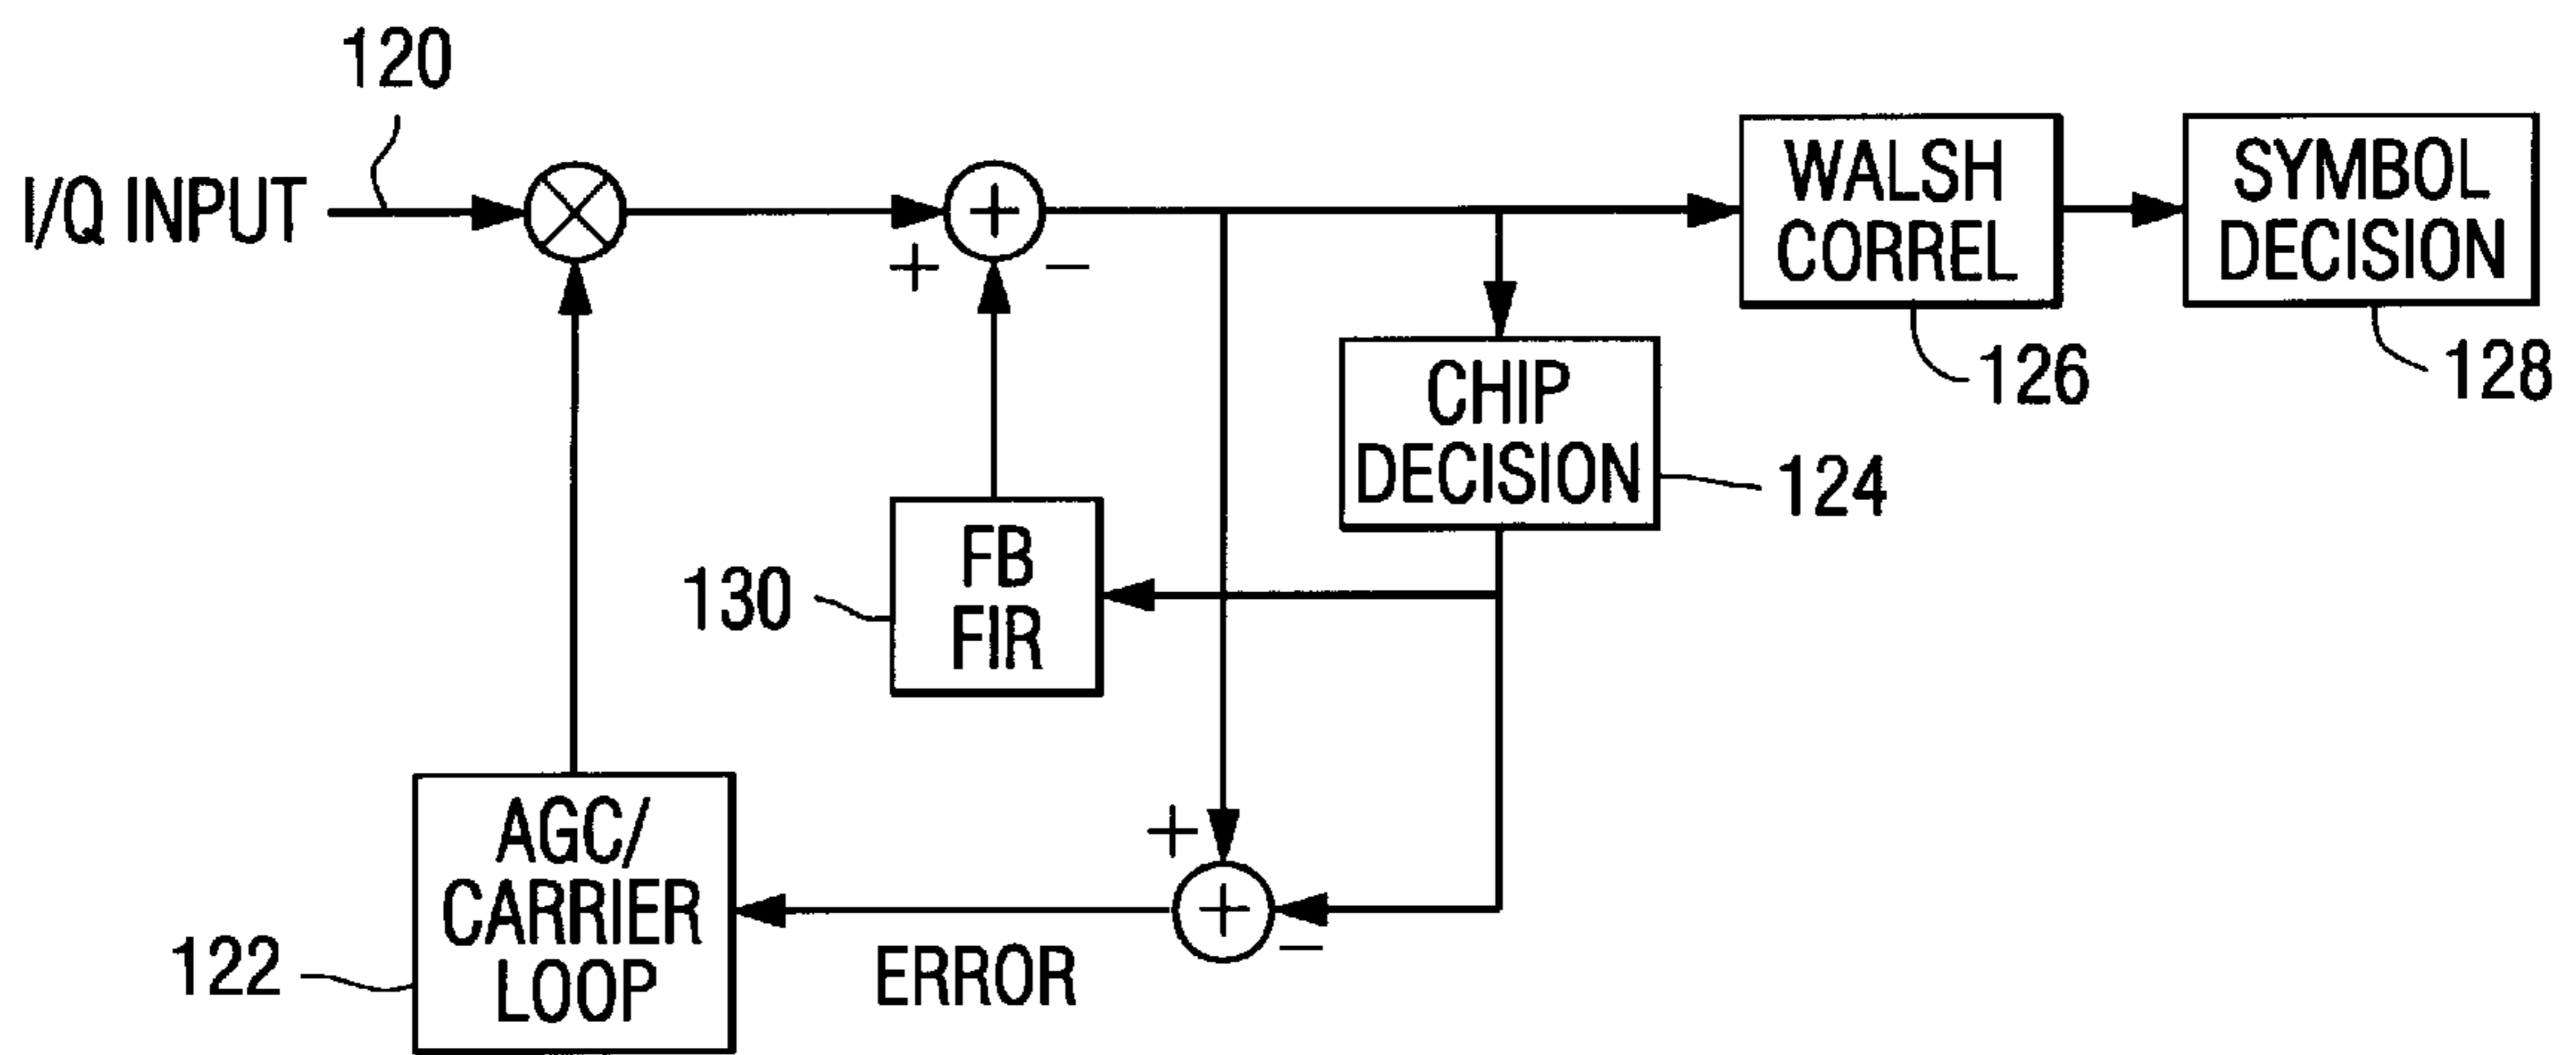 120
I/Q INPUT
+
+
−
WALSH
CORREL
126
SYMBOL
DECISION
128
CHIP
DECISION
124
FB
FIR
130
+
+
−
ERROR
AGC/
CARRIER
LOOP
122